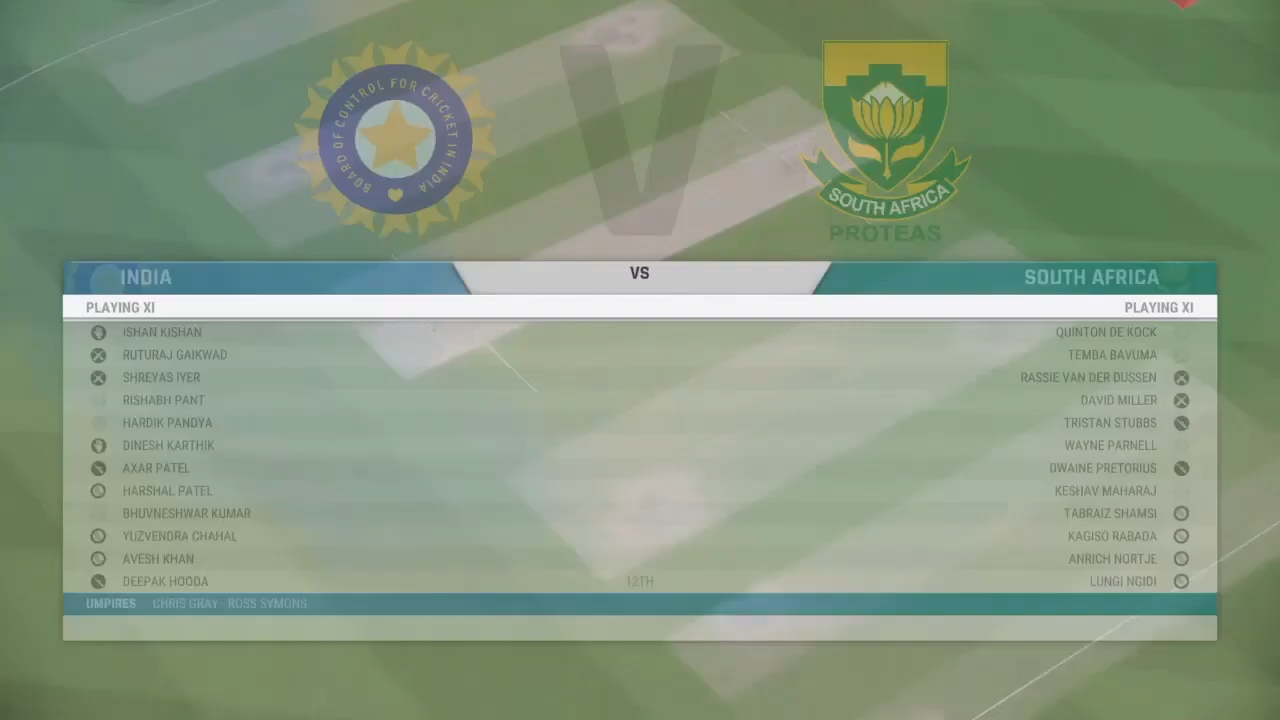 BOARD OF CONTROL FOR CRICKET IN INDIA
V
SOUTH AFRICA
PROTEAS
INDIA VS SOUTH AFRICA
PLAYING XI PLAYING XI
ISHAN KISHAN QUINTON DE KOCK
RUTURAJ GAIKWAD TEMBA BAVUMA
SHREYAS IYER RASSIE VAN DER DUSSEN
RISHABH PANT DAVID MILLER
HARDIK PANDYA TRISTAN STUBBS
DINESH KARTHIK WAYNE PARNELL
AXAR PATEL DWAINE PRETORIUS
HARSHAL PATEL KESHAV MAHARAJ
BHUVNESHWAR KUMAR TABRAIZ SHAMSI
YUZVENDRA CHAHAL KAGISO RABADA
AVESH KHAN ANRICH NORTJE
DEEPAK HOODA 12TH LUNGI NGIDI
UMPIRES CHRIS GRAY ROSS SYMONS